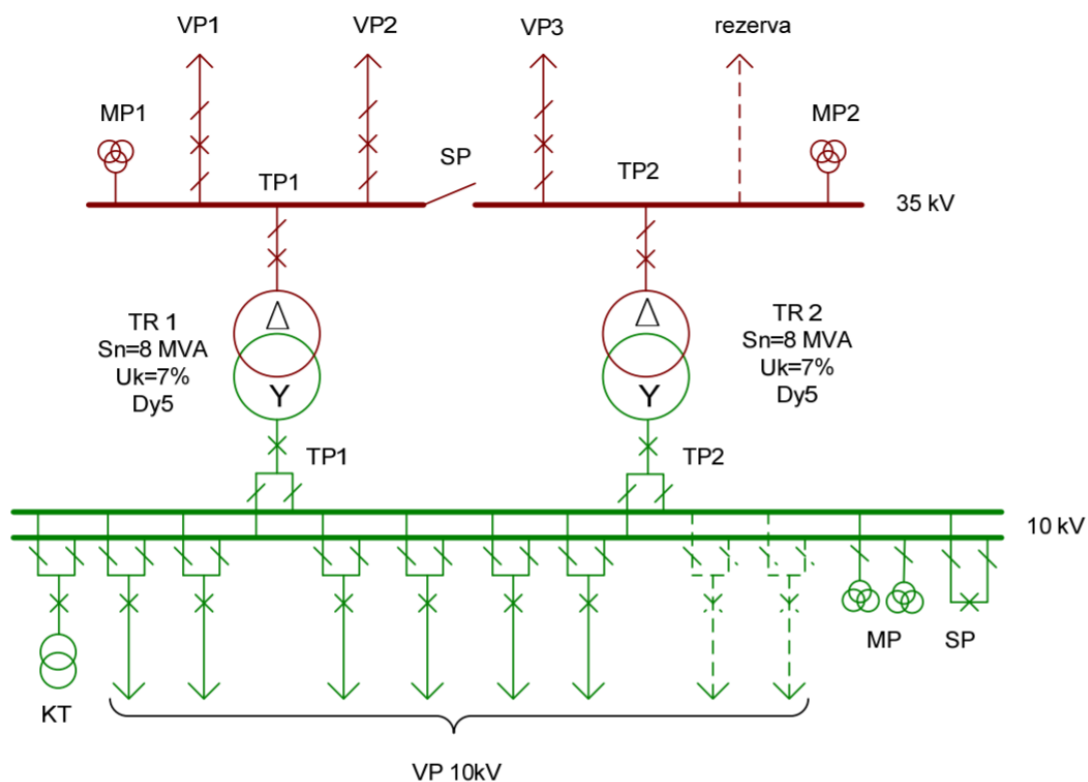 VP1
VP2
VP3
rezerva
MP1
MP2
SP
TP1
TP2
35 kV
Δ
Δ
TR 1
Sn=8 MVA
Uk=7%
Dy5
TR 2
Sn=8 MVA
Uk=7%
Dy5
Y
Y
TP1
TP2
10 kV
MP
SP
KT
VP 10kV